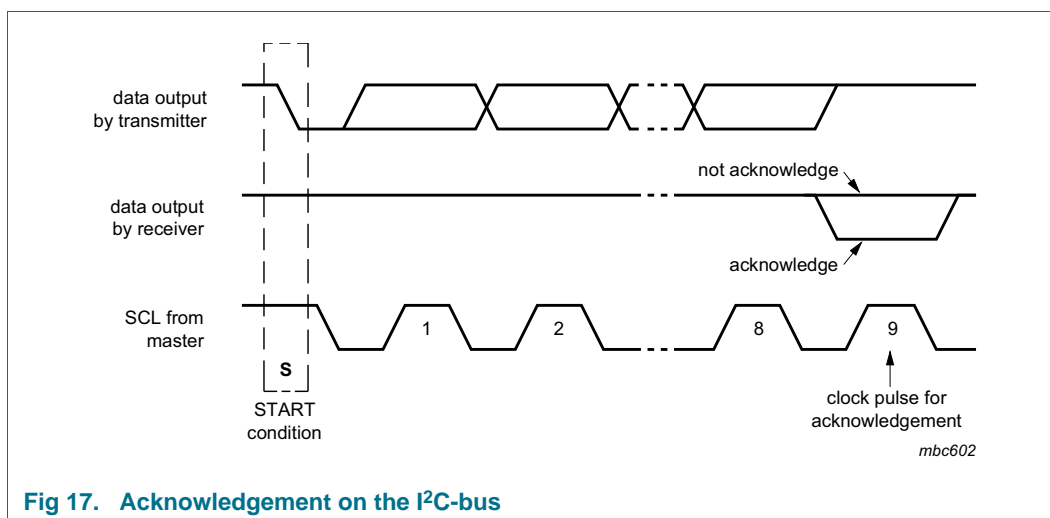 data output
by transmitter
not acknowledge
data output
by receiver
acknowledge
SCL from
master
1
2
8
9
S
START
condition
clock pulse for
acknowledgement
mbc602
Fig 17. Acknowledgement on the I²C-bus